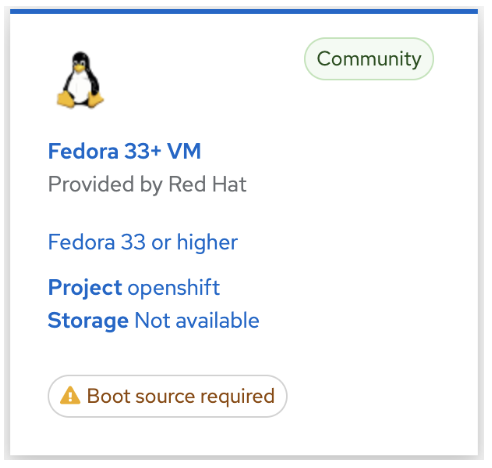 Community
Fedora 33+ VM
Provided by Red Hat
Fedora 33 or higher
Project openshift
Storage Not available
Boot source required